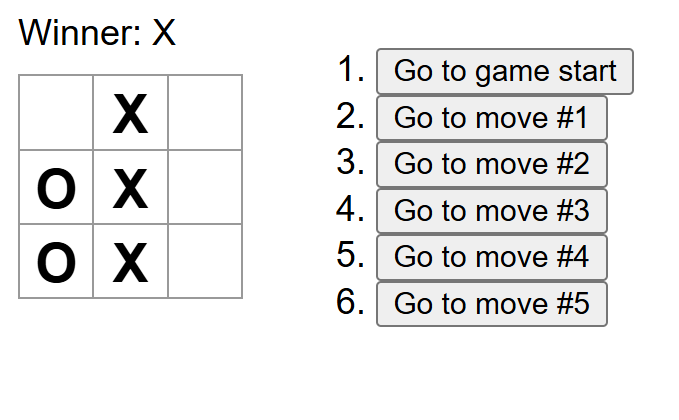 Winner: X
X
O X
O X
1. Go to game start
2. Go to move #1
3. Go to move #2
4. Go to move #3
5. Go to move #4
6. Go to move #5